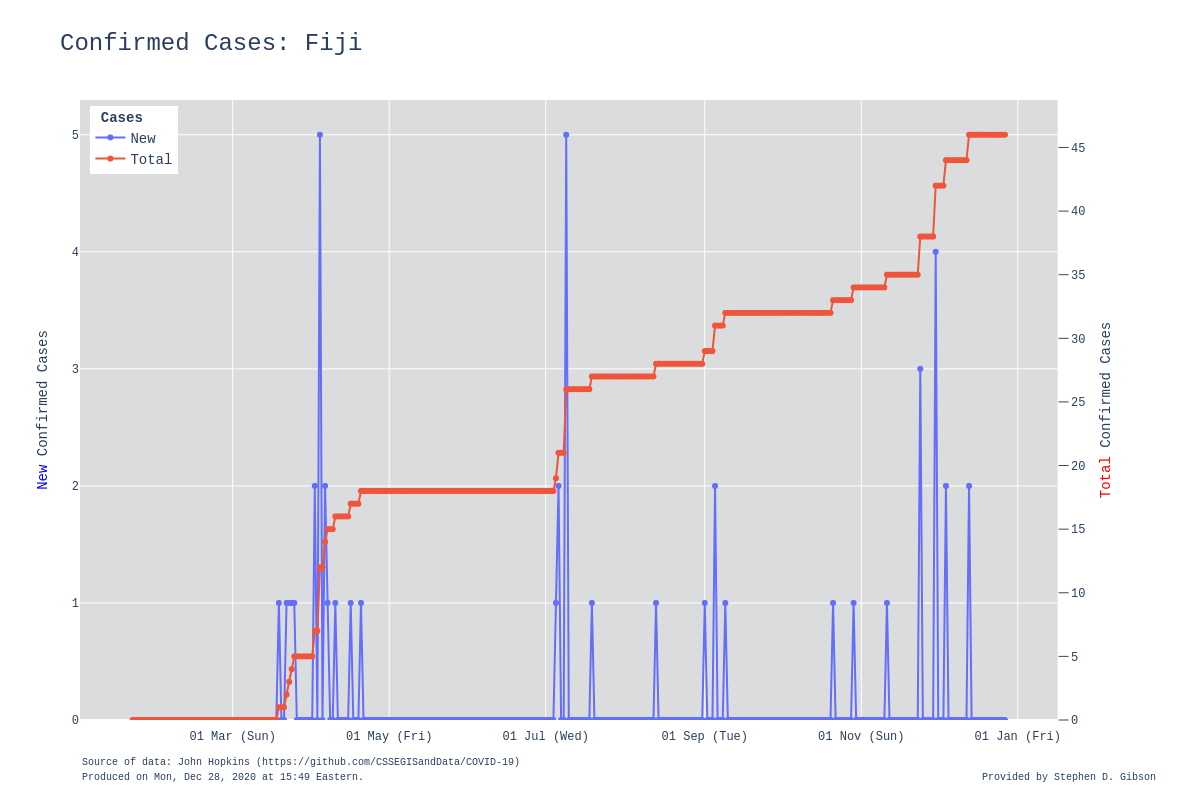 Confirmed Cases: Fiji
Cases
New
Total
5
4
3
2
1
0
New Confirmed Cases
45
40
35
30
25
20
15
10
5
0
Total Confirmed Cases
01 Mar (Sun)
01 May (Fri)
01 Jul (Wed)
01 Sep (Tue)
01 Nov (Sun)
01 Jan (Fri)
Source of data: John Hopkins (https://github.com/CSSEGISandData/COVID-19)
Produced on Mon, Dec 28, 2020 at 15:49 Eastern.
Provided by Stephen D. Gibson